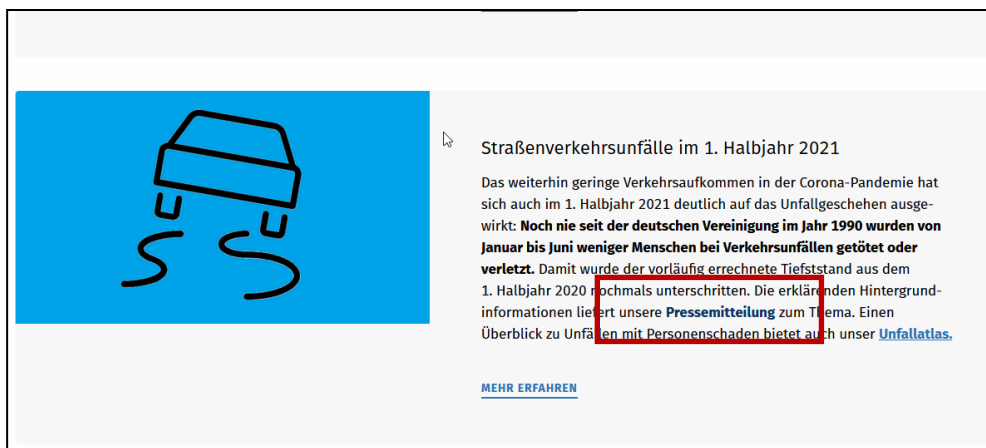 Straßenverkehrsunfälle im 1. Halbjahr 2021
Das weiterhin geringe Verkehrsaufkommen in der Corona-Pandemie hat
sich auch im 1. Halbjahr 2021 deutlich auf das Unfallgeschehen ausge-
wirkt: Noch nie seit der deutschen Vereinigung im Jahr 1990 wurden von
Januar bis Juni weniger Menschen bei Verkehrsunfällen getötet oder
verletzt. Damit wurde der vorläufig errechnete Tiefststand aus dem
1. Halbjahr 2020 nochmals unterschritten. Die erklärenden Hintergrund-
informationen liefert unsere Pressemitteilung zum Thema. Einen
Überblick zu Unfällen mit Personenschaden bietet auch unser Unfallatlas.
MEHR ERFAHREN